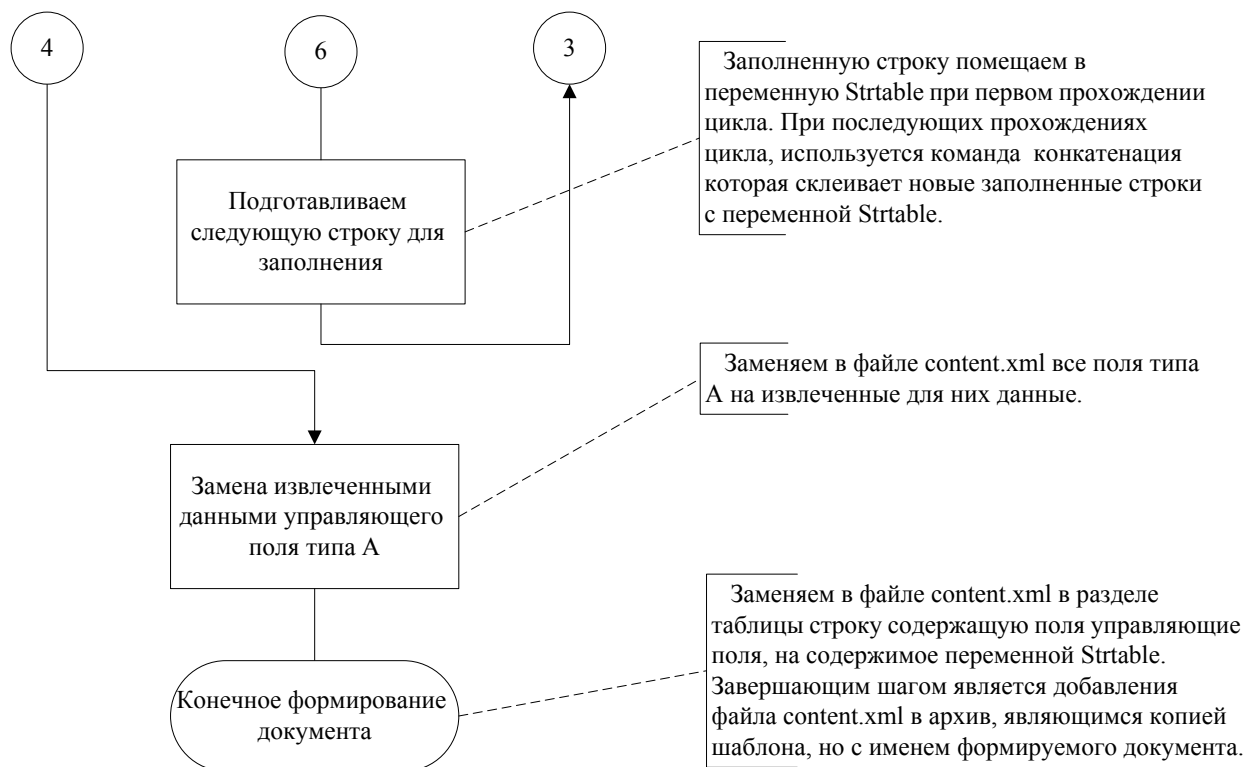 4
6
3
Заполненную строку помещаем в
переменную Strtable при первом прохождении
цикла. При последующих прохождениях
цикла, используется команда конкатенация
которая склеивает новые заполненные строки
с переменной Strtable.
Подготавливаем
следующую строку для
заполнения
Заменяем в файле content.xml все поля типа
А на извлеченные для них данные.
Замена извлеченными
данными управляющего
поля типа А
Заменяем в файле content.xml в разделе
таблицы строку содержащую поля управляющие
поля, на содержимое переменной Strtable.
Завершающим шагом является добавления
файла content.xml в архив, являющимся копией
шаблона, но с именем формируемого документа.
Конечное формирование
документа